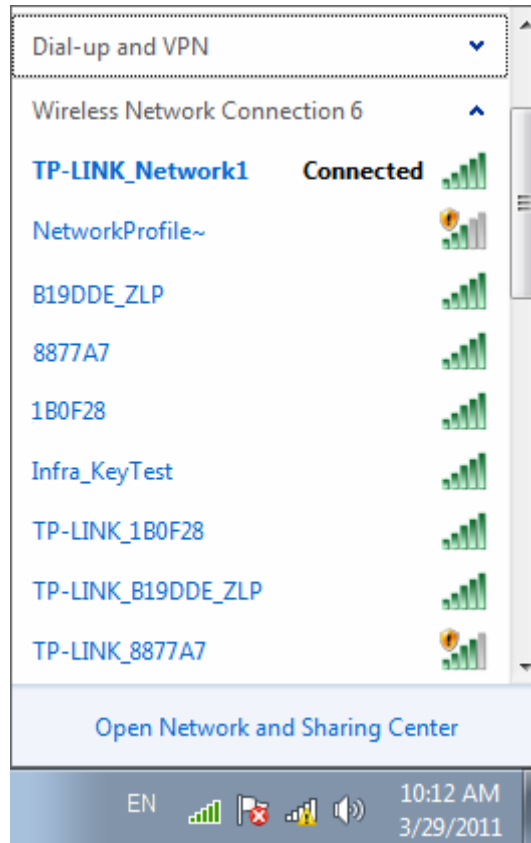 Dial-up and VPN
Wireless Network Connection 6
TP-LINK_Network1 Connected
NetworkProfile~
B19DDE_ZLP
8877A7
1B0F28
Infra_KeyTest
TP-LINK_1B0F28
TP-LINK_B19DDE_ZLP
TP-LINK_8877A7
Open Network and Sharing Center
EN
10:12 AM
3/29/2011